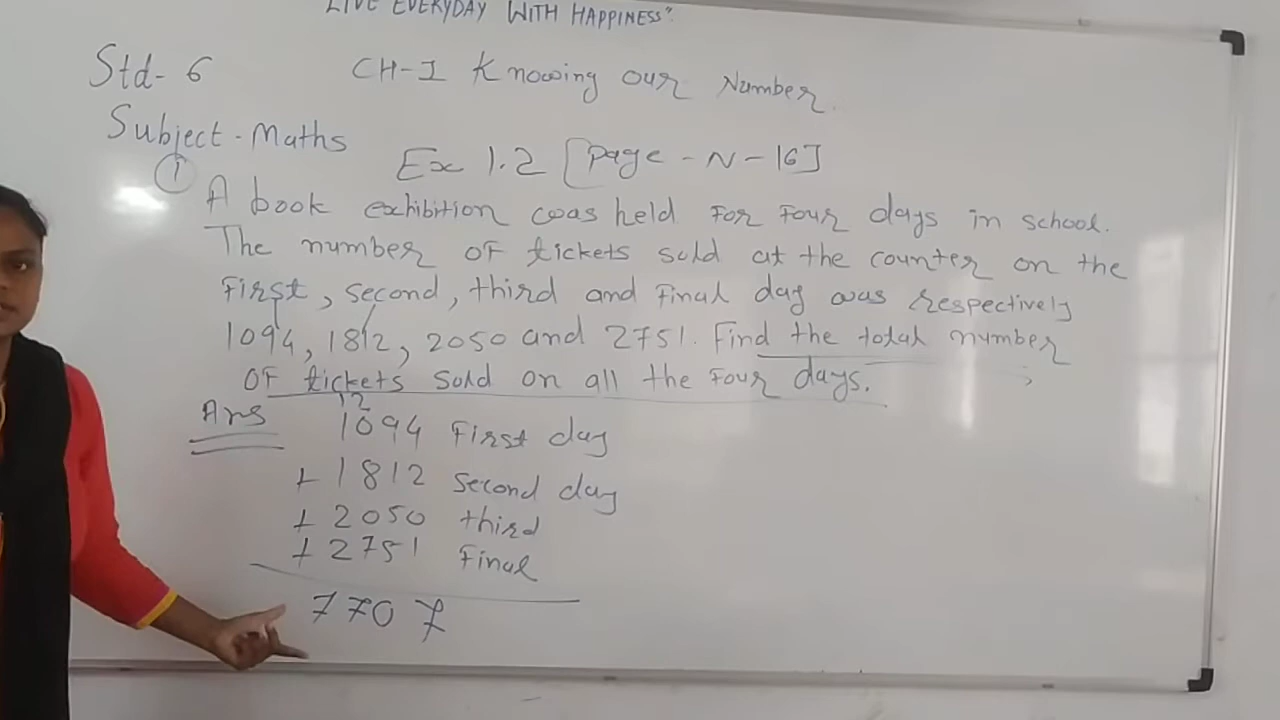 LIVE EVERYDAY WITH HAPPINESS".
Std- 6 CH-I Knowing our Number.
Subject - Maths
Ex 1.2 [Page - N - 16]
① A book exhibition was held For Four days in school.
The number OF tickets sold at the counter on the
First, second, third and Final day was respectively
1094, 1812, 2050 and 2751. Find the total number
OF tickets sold on all the Four days.
Ans
12
1094 First day
+ 1812 Second day
+ 2050 third
+ 2751 Final
7707